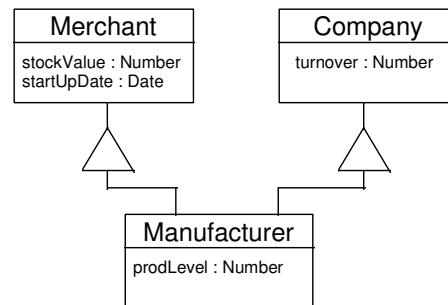 Merchant
stockValue : Number
startUpDate : Date
Company
turnover : Number
Manufacturer
prodLevel : Number